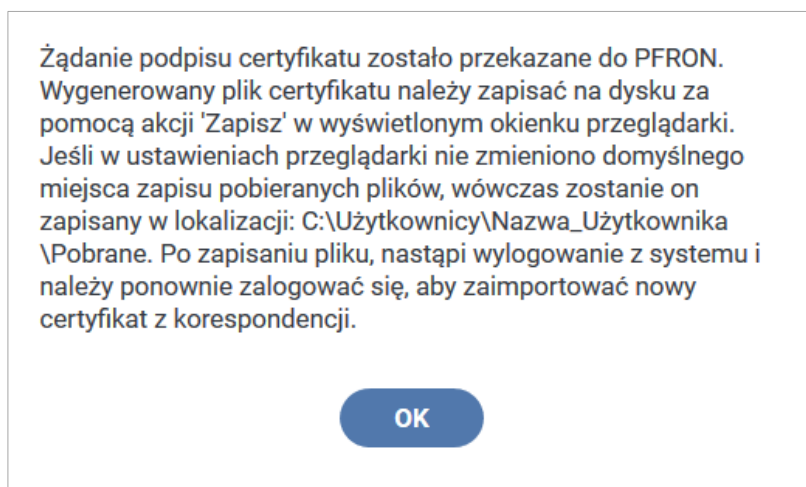 Żądanie podpisu certyfikatu zostało przekazane do PFRON.
Wygenerowany plik certyfikatu należy zapisać na dysku za
pomocą akcji 'Zapisz' w wyświetlonym okienku przeglądarki.
Jeśli w ustawieniach przeglądarki nie zmieniono domyślnego
miejsca zapisu pobieranych plików, wówczas zostanie on
zapisany w lokalizacji: C:\Użytkownicy\Nazwa_Użytkownika
\Pobrane. Po zapisaniu pliku, nastąpi wylogowanie z systemu i
należy ponownie zalogować się, aby zaimportować nowy
certyfikat z korespondencji.
OK